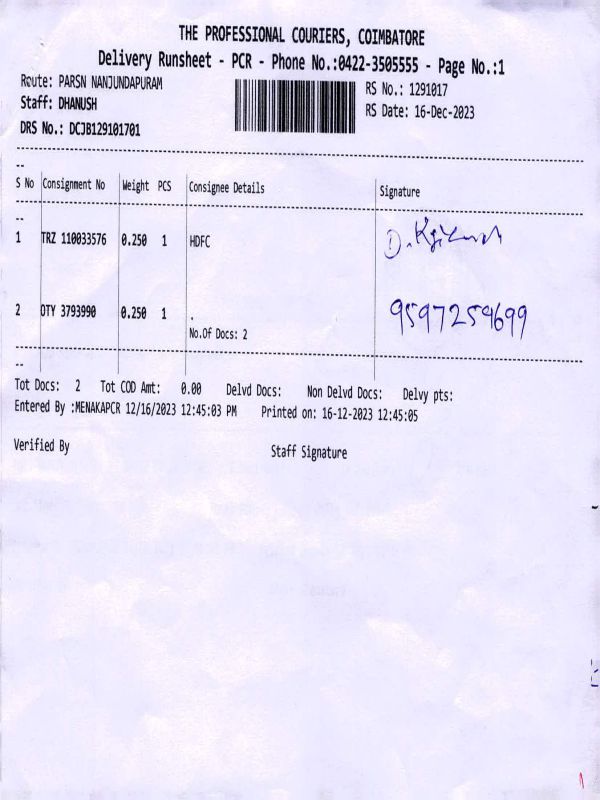 THE PROFESSIONAL COURIERS, COIMBATORE
Delivery Runsheet - PCR - Phone No.:0422-3505555 - Page No.:1
Route: PARSN NANJUNDAPURAM
RS No.: 1291017
Staff: DHANUSH
RS Date: 16-Dec-2023
DRS No.: DCJB129101701
--
S No Consignment No Weight PCS Consignee Details Signature
--
1 TRZ 110033576 0.250 1 HDFC D.
2 OTY 3793990 0.250 1 . 9597259699
No.Of Docs: 2
--
Tot Docs: 2 Tot COD Amt: 0.00 Delvd Docs: Non Delvd Docs: Delvy pts:
Entered By :MENAKAPCR 12/16/2023 12:45:03 PM Printed on: 16-12-2023 12:45:05
Verified By Staff Signature